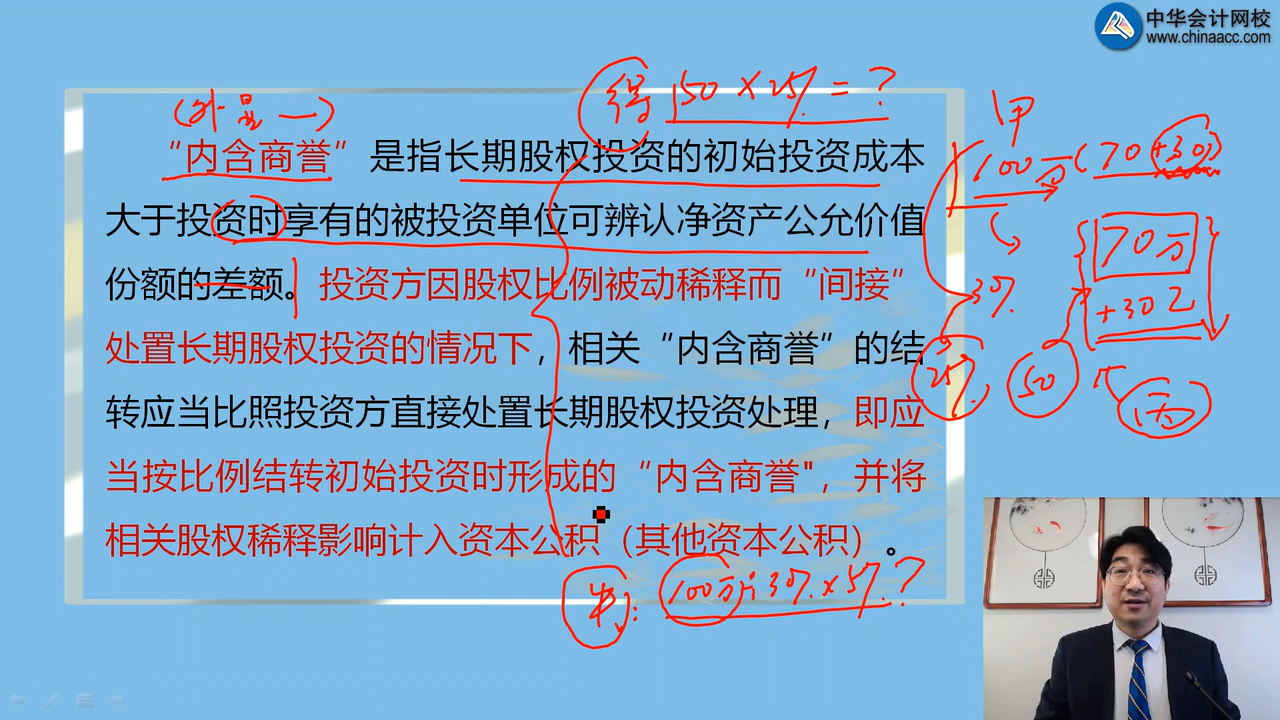 中华会计网校
www.chinaacc.com
得 150×25%=?
甲
100万(70+30)
“内含商誉”是指长期股权投资的初始投资成本
大于投资时享有的被投资单位可辨认净资产公允价值
份额的差额。投资方因股权比例被动稀释而“间接”
处置长期股权投资的情况下，相关“内含商誉”的结
转应当比照投资方直接处置长期股权投资处理，即应
当按比例结转初始投资时形成的“内含商誉"，并将
相关股权稀释影响计入资本公积（其他资本公积）。
70万
30%
25%
50
丙
100万÷30%×5%?